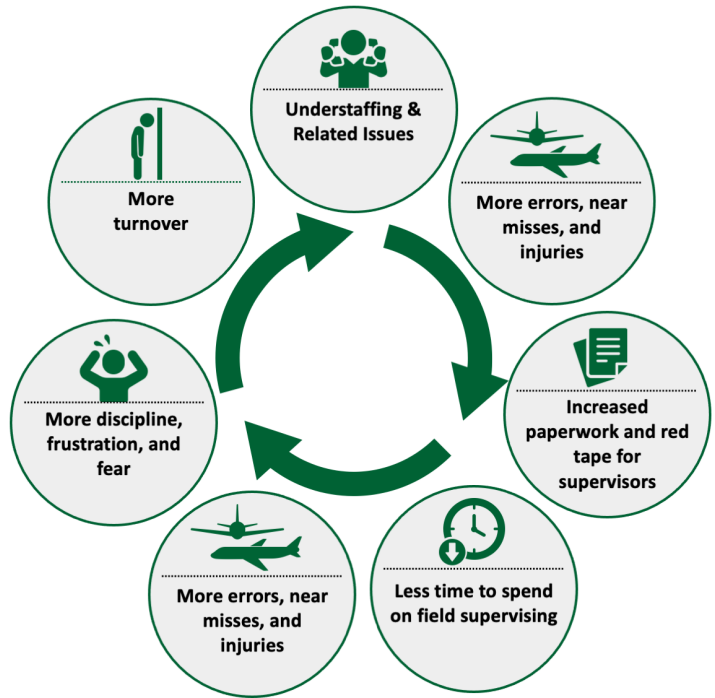 Understaffing &
Related Issues
More errors, near
misses, and
injuries
Increased
paperwork and red
tape for
supervisors
Less time to spend
on field supervising
More errors, near
misses, and
injuries
More discipline,
frustration, and
fear
More
turnover